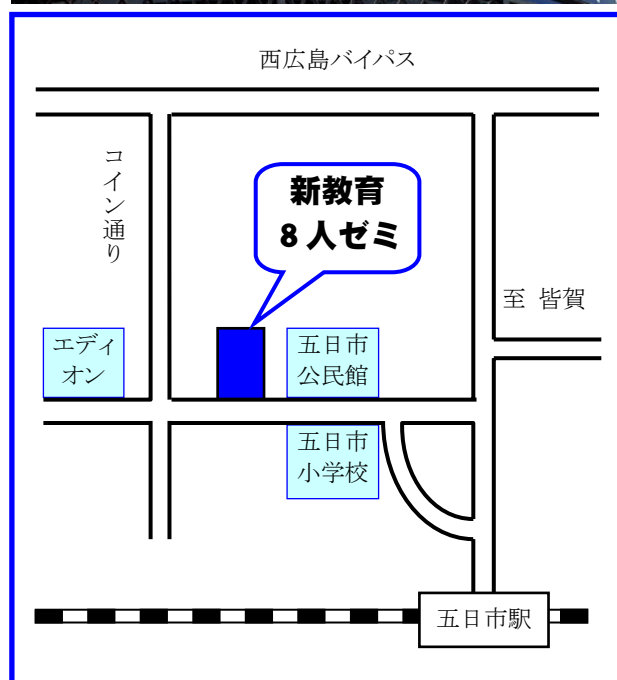 西広島バイパス
コイン通り
新教育
8人ゼミ
至 皆賀
エディ
オン
五日市
公民館
五日市
小学校
五日市駅